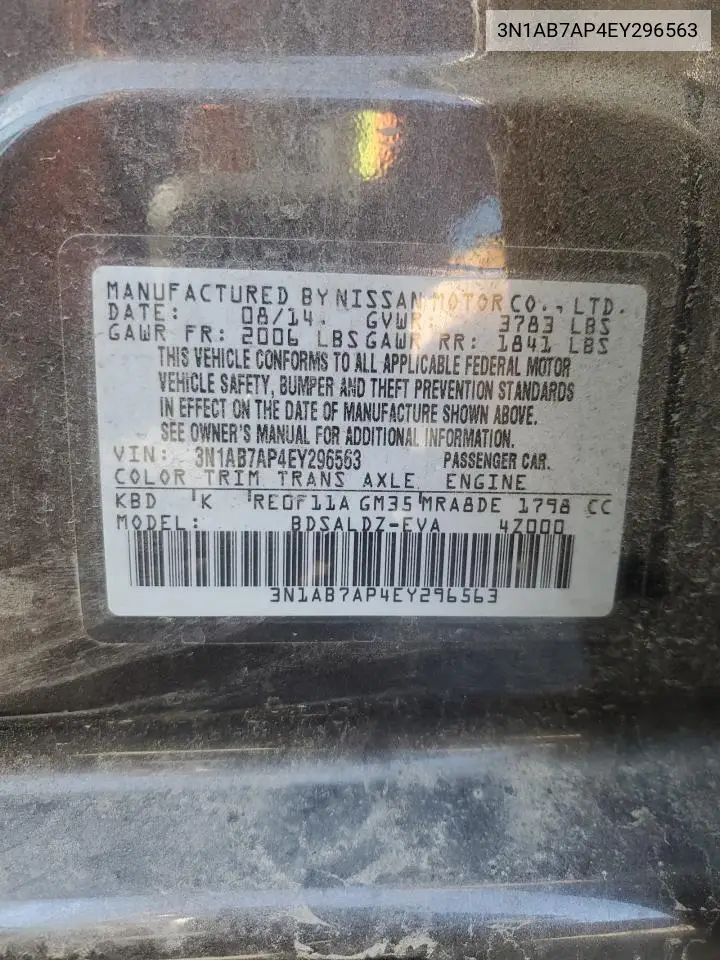 3N1AB7AP4EY296563
MANUFACTURED BY NISSAN MOTOR CO., LTD.
DATE: 08/14. GVWR: 3783 LBS
GAWR FR: 2006 LBS GAWR RR: 1841 LBS
THIS VEHICLE CONFORMS TO ALL APPLICABLE FEDERAL MOTOR
VEHICLE SAFETY, BUMPER AND THEFT PREVENTION STANDARDS
IN EFFECT ON THE DATE OF MANUFACTURE SHOWN ABOVE.
SEE OWNER'S MANUAL FOR ADDITIONAL INFORMATION.
VIN: 3N1AB7AP4EY296563 PASSENGER CAR.
COLOR TRIM TRANS AXLE ENGINE
KBD K RE0F11A GM35 MRA8DE 1798 CC
MODEL: BDSALDZ-EVA 4Z000
3N1AB7AP4EY296563